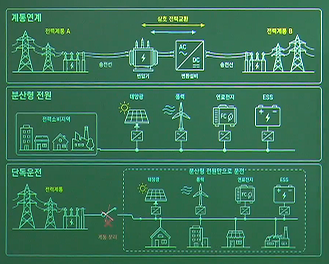 계통연계
상호 전력교환
전력계통 A
전력계통 B
AC
DC
송전선
변압기
변환설비
송전선
분산형 전원
전력소비지역
태양광
풍력
연료전지
ESS
단독운전
분산형 전원만으로 운전
전력계통
태양광
풍력
연료전지
ESS
계통 분리